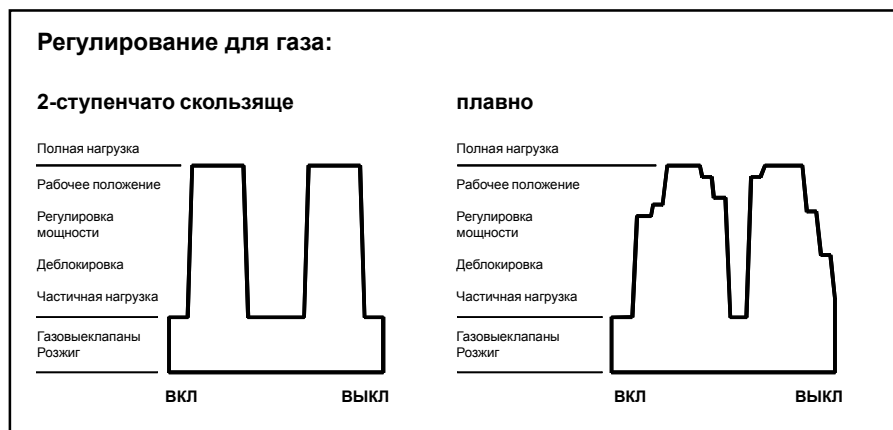 Регулирование для газа:
2-ступенчато скользяще
Полная нагрузка
Рабочее положение
Регулировка
мощности
Деблокировка
Частичная нагрузка
Газовыеклапаны
Розжиг
ВКЛ
ВЫКЛ
плавно
Полная нагрузка
Рабочее положение
Регулировка
мощности
Деблокировка
Частичная нагрузка
Газовыеклапаны
Розжиг
ВКЛ
ВЫКЛ